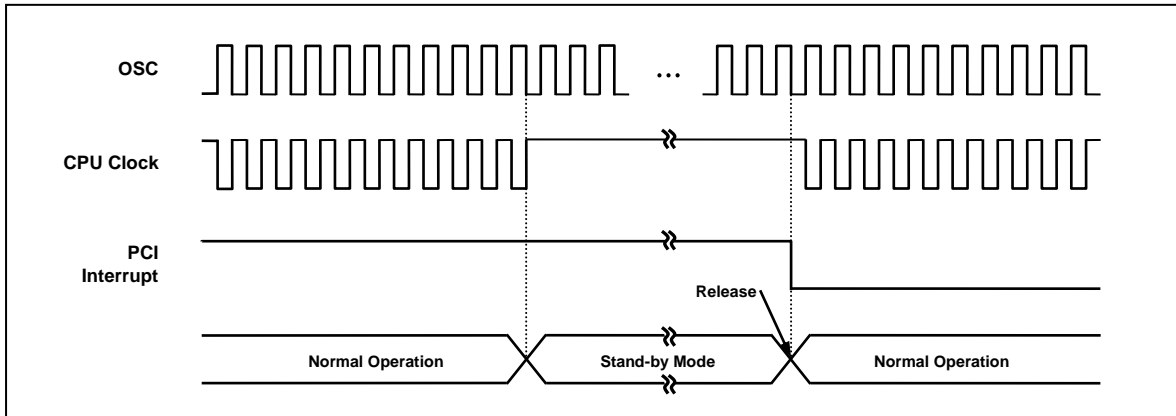 OSC
...
CPU Clock
PCI
Interrupt
Release
Normal Operation
Stand-by Mode
Normal Operation